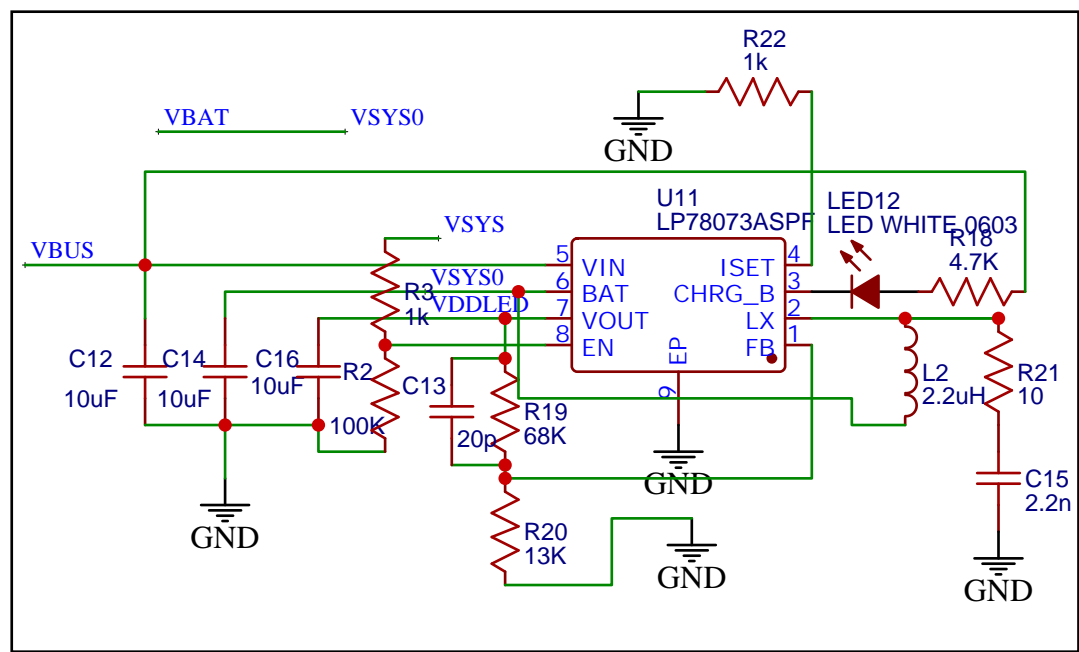 R22
1k
VBAT
VSYS0
GND
U11
LP78073ASPF
LED12
LED WHITE 0603
VSYS
R18
4.7K
VBUS
5
VIN
ISET
4
VSYS0
6
BAT
CHRG_B
3
VDDLED
7
VOUT
LX
2
8
EN
FB
1
EP
9
R3
1k
C12
10uF
C14
10uF
C16
10uF
R2
100K
C13
20p
R19
68K
L2
2.2uH
R21
10
GND
C15
2.2n
GND
R20
13K
GND
GND